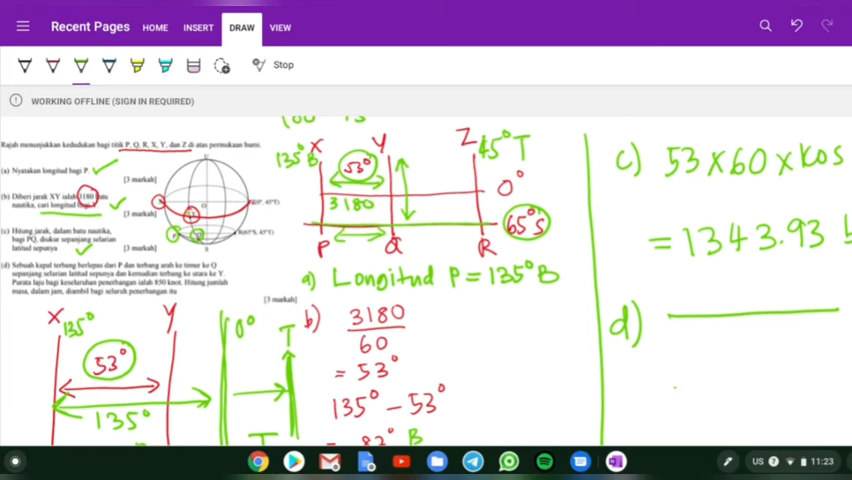 Recent Pages HOME INSERT DRAW VIEW
Stop
WORKING OFFLINE (SIGN IN REQUIRED)
Rajah menunjukkan kedudukan bagi titik P, Q, R, X, Y, dan Z di atas permukaan bumi.
(a) Nyatakan longitud bagi P.
[3 markah]
(b) Diberi jarak XY ialah 3180 batu
nautika, cari longitud bagi Y.
[3 markah]
(c) Hitung jarak, dalam batu nautika,
bagi PQ, diukur sepanjang selarian
latitud sepunya
[3 markah]
(d) Sebuah kapal terbang berlepas dari P dan terbang arah ke timur ke Q
sepanjang selarian latitud sepunya dan kemudian terbang ke utara ke Y.
Purata laju bagi keseluruhan penerbangan ialah 850 knot. Hitung jumlah
masa, dalam jam, diambil bagi seluruh penerbangan itu
[3 markah]
U
O
S
X Y Z
135°B 53° 45°T
3180 0°
65°S
P Q R
a) Longitud P = 135°B
b) 3180
60
= 53°
135° - 53°
= 82° B
X Y
135° 0° T
53°
135°
c) 53 × 60 × kos
= 1343.93 b
d)
US 11:23